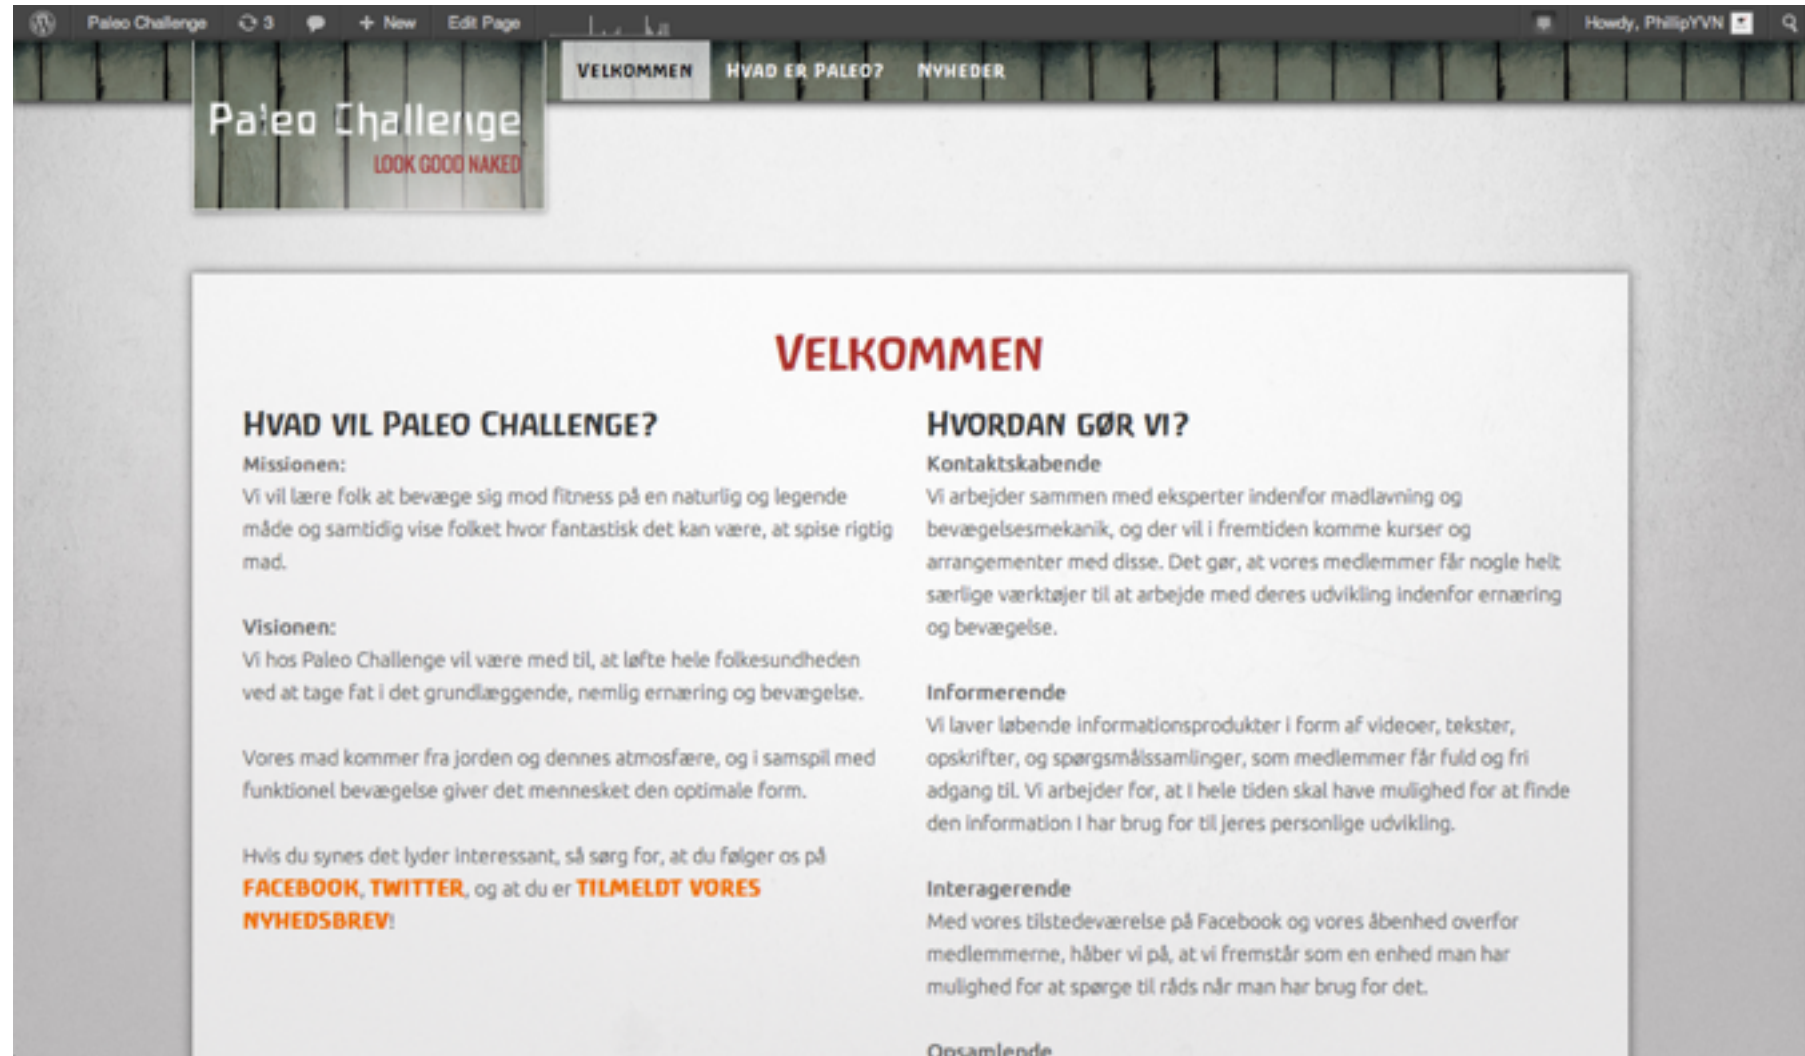 Paleo Challenge 3 + New Edit Page Howdy, PhillipYVN
Velkommen Hvad er Paleo? Nyheder
Paleo Challenge
LOOK GOOD NAKED
Velkommen
Hvad vil Paleo Challenge?
Missionen:
Vi vil lære folk at bevæge sig mod fitness på en naturlig og legende
måde og samtidig vise folket hvor fantastisk det kan være, at spise rigtig
mad.
Visionen:
Vi hos Paleo Challenge vil være med til, at løfte hele folkesundheden
ved at tage fat i det grundlæggende, nemlig ernæring og bevægelse.
Vores mad kommer fra jorden og dennes atmosfære, og i samspil med
funktionel bevægelse giver det mennesket den optimale form.
Hvis du synes det lyder interessant, så sørg for, at du følger os på
FACEBOOK, TWITTER, og at du er TILMELDT VORES
NYHEDSBREV!
Hvordan gør vi?
Kontaktskabende
Vi arbejder sammen med eksperter indenfor madlavning og
bevægelsesmekanik, og der vil i fremtiden komme kurser og
arrangementer med disse. Det gør, at vores medlemmer får nogle helt
særlige værktøjer til at arbejde med deres udvikling indenfor ernæring
og bevægelse.
Informerende
Vi laver løbende informationsprodukter i form af videoer, tekster,
opskrifter, og spørgsmålssamlinger, som medlemmer får fuld og fri
adgang til. Vi arbejder for, at I hele tiden skal have mulighed for at finde
den information I har brug for til jeres personlige udvikling.
Interagerende
Med vores tilstedeværelse på Facebook og vores åbenhed overfor
medlemmerne, håber vi på, at vi fremstår som en enhed man har
mulighed for at spørge til råds når man har brug for det.
Opsamlende